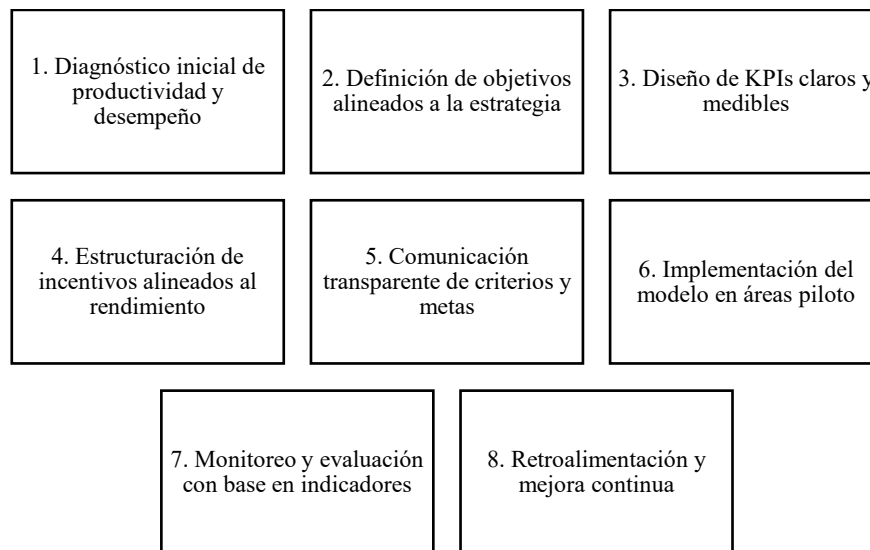 1. Diagnóstico inicial de
productividad y
desempeño
2. Definición de objetivos
alineados a la estrategia
3. Diseño de KPIs claros y
medibles
4. Estructuración de
incentivos alineados al
rendimiento
5. Comunicación
transparente de criterios y
metas
6. Implementación del
modelo en áreas piloto
7. Monitoreo y evaluación
con base en indicadores
8. Retroalimentación y
mejora continua